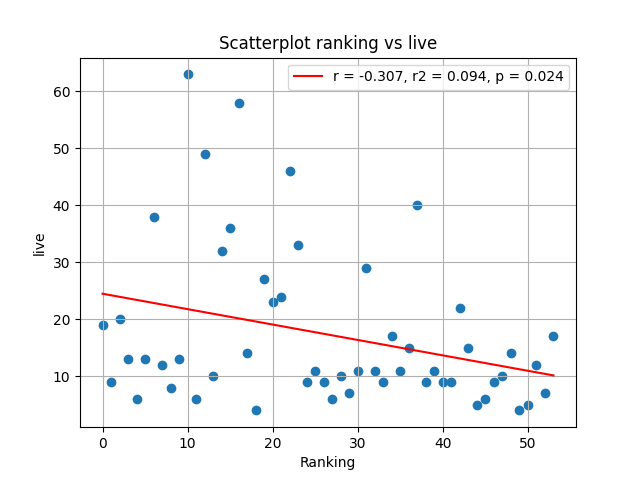 Scatterplot ranking vs live
r = -0.307, r2 = 0.094, p = 0.024
60
50
40
30
20
10
live
0 10 20 30 40 50
Ranking